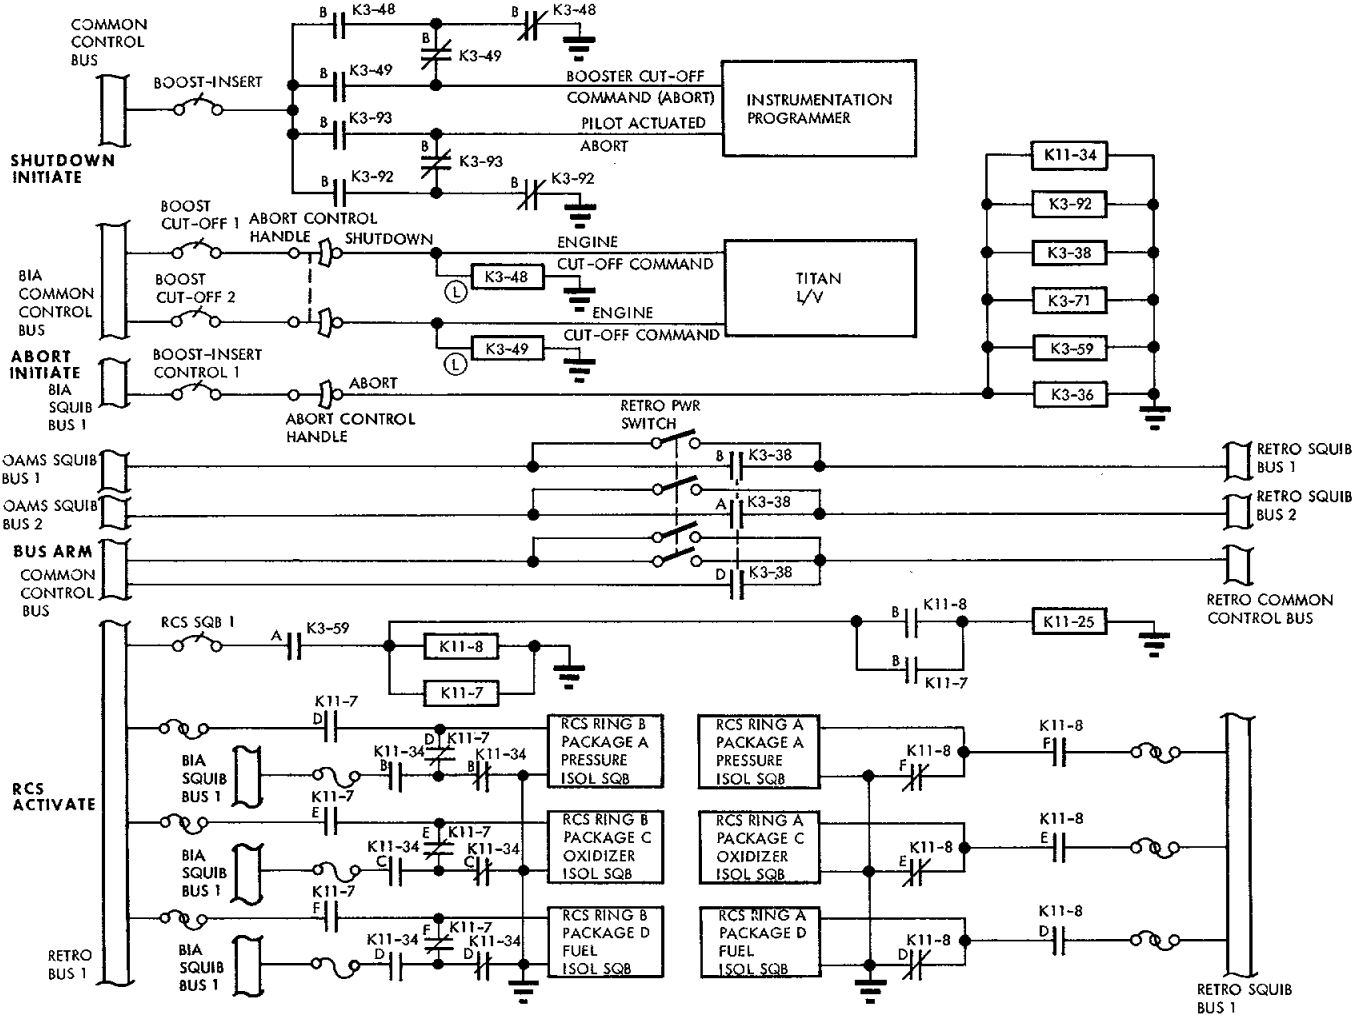 COMMON
CONTROL
BUS
BOOST-INSERT
SHUTDOWN
INITIATE
B K3-48
B K3-48
B
K3-49
B K3-49
BOOSTER CUT-OFF
COMMAND (ABORT)
B K3-93
PILOT ACTUATED
ABORT
B
K3-93
B K3-92
B K3-92
INSTRUMENTATION
PROGRAMMER
K11-34
K3-92
K3-38
K3-71
K3-59
K3-36
BIA
COMMON
CONTROL
BUS
BOOST
CUT-OFF 1
ABORT CONTROL
HANDLE
SHUTDOWN
ENGINE
CUT-OFF COMMAND
K3-48
L
BOOST
CUT-OFF 2
ENGINE
CUT-OFF COMMAND
K3-49
L
TITAN
L/V
ABORT
INITIATE
BIA
SQUIB
BUS 1
BOOST-INSERT
CONTROL 1
ABORT
ABORT CONTROL
HANDLE
RETRO PWR
SWITCH
OAMS SQUIB
BUS 1
B K3-38
RETRO SQUIB
BUS 1
OAMS SQUIB
BUS 2
A K3-38
RETRO SQUIB
BUS 2
BUS ARM
COMMON
CONTROL
BUS
D K3-38
RETRO COMMON
CONTROL BUS
RCS SQB 1
A K3-59
K11-8
K11-7
B K11-8
B K11-7
K11-25
RCS
ACTIVATE
RETRO
BUS 1
K11-7
D
BIA
SQUIB
BUS 1
K11-34
B
D K11-7
K11-34
B
RCS RING B
PACKAGE A
PRESSURE
ISOL SQB
K11-7
E
BIA
SQUIB
BUS 1
K11-34
C
E K11-7
K11-34
C
RCS RING B
PACKAGE C
OXIDIZER
ISOL SQB
K11-7
F
BIA
SQUIB
BUS 1
K11-34
D
F K11-7
K11-34
D
RCS RING B
PACKAGE D
FUEL
ISOL SQB
RCS RING A
PACKAGE A
PRESSURE
ISOL SQB
K11-8
F
K11-8
F
RCS RING A
PACKAGE C
OXIDIZER
ISOL SQB
K11-8
E
K11-8
E
RCS RING A
PACKAGE D
FUEL
ISOL SQB
K11-8
D
K11-8
D
RETRO SQUIB
BUS 1